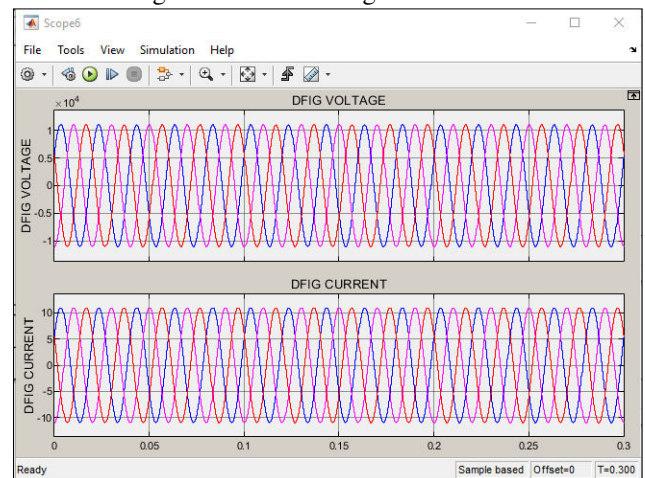 Scope6
File Tools View Simulation Help
×10⁴
DFIG VOLTAGE
DFIG VOLTAGE
1
0.5
0
-0.5
-1
DFIG CURRENT
DFIG CURRENT
10
5
0
-5
-10
0 0.05 0.1 0.15 0.2 0.25 0.3
Ready Sample based Offset=0 T=0.300